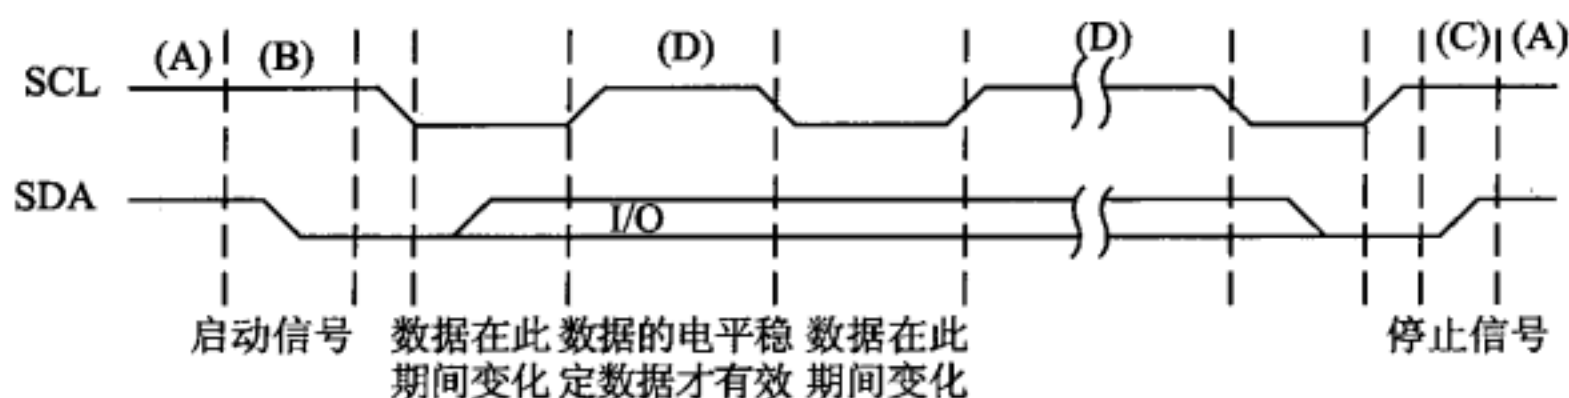 (A) (B) (D) (D) (C) (A)
SCL
SDA
I/O
启动信号 数据在此 数据的电平稳 数据在此 停止信号
期间变化 定数据才有效 期间变化